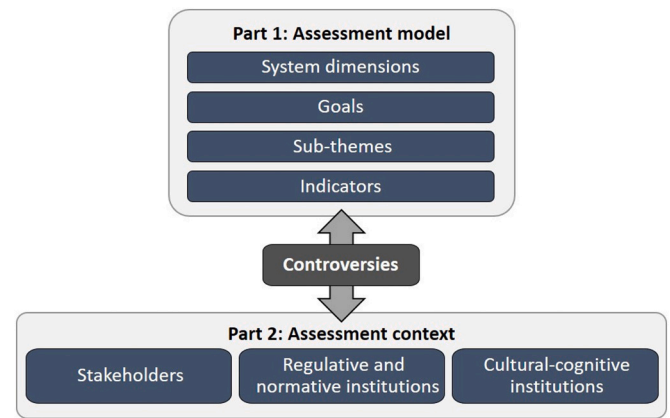 Part 1: Assessment model
System dimensions
Goals
Sub-themes
Indicators
Controversies
Part 2: Assessment context
Stakeholders
Regulative and
normative institutions
Cultural-cognitive
institutions